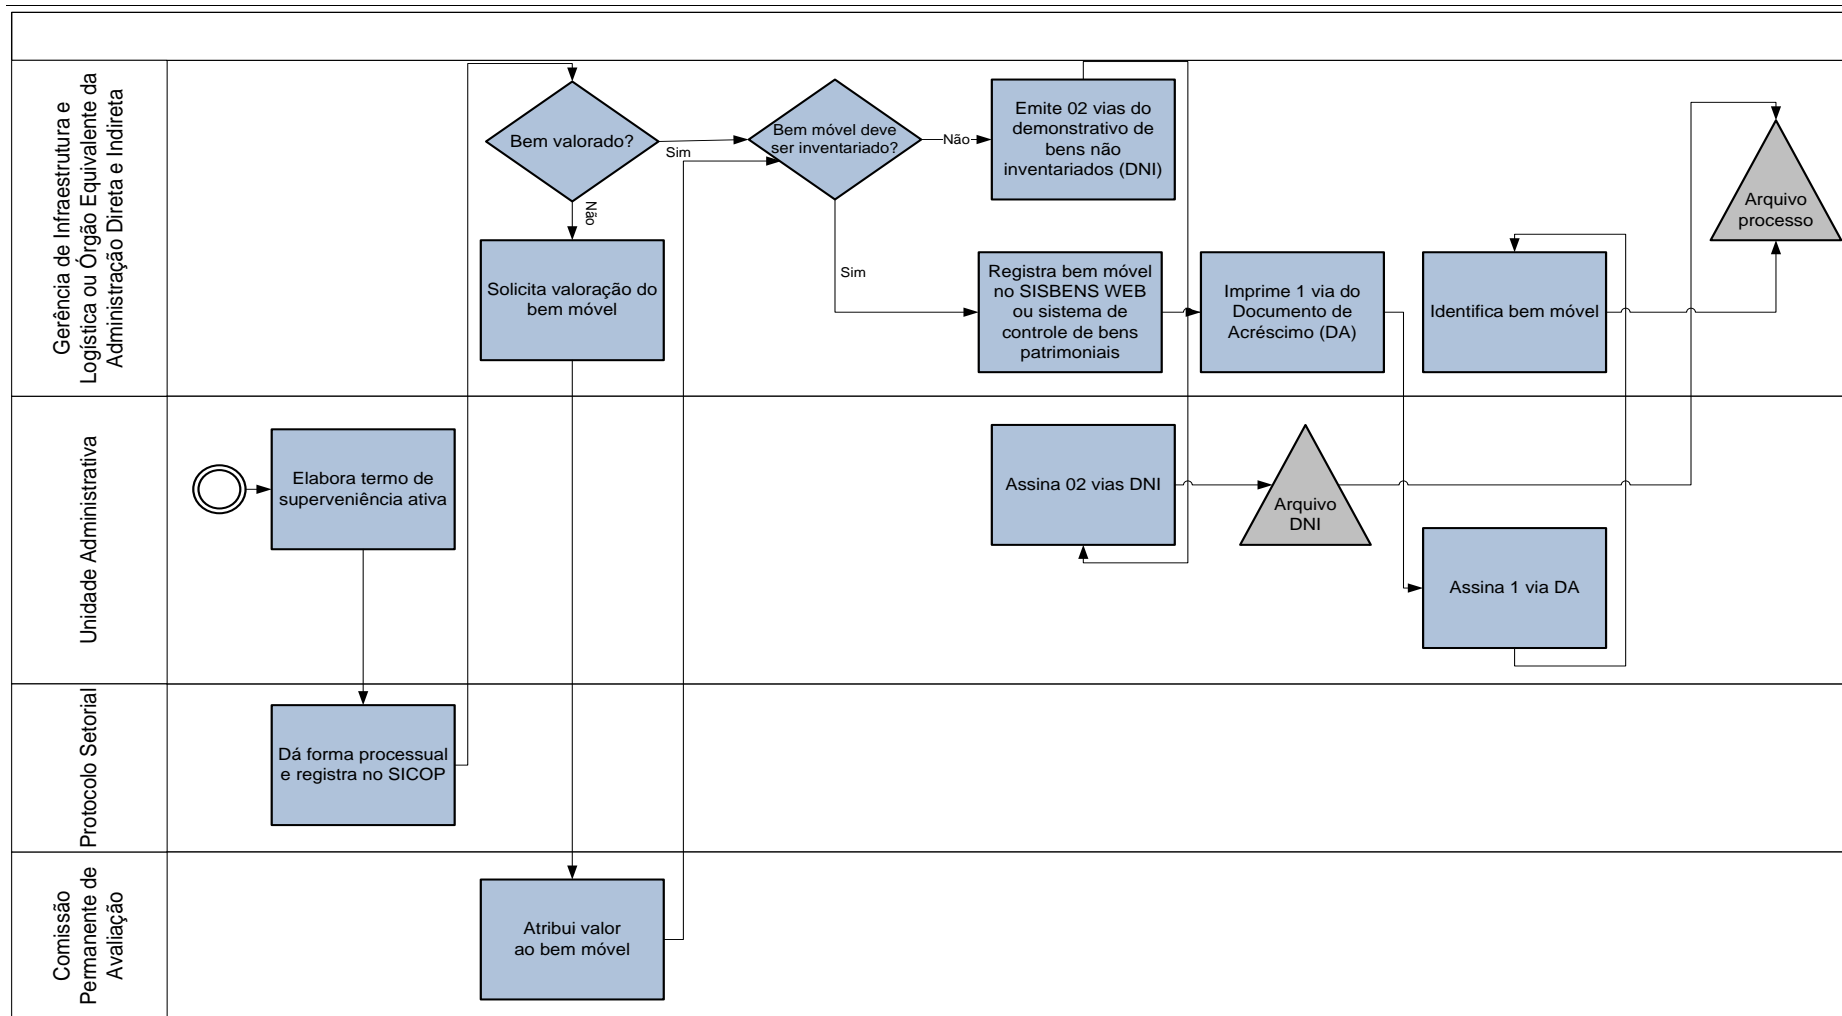 Gerência de Infraestrutura e
Logística ou Órgão Equivalente da
Administração Direta e Indireta
Bem valorado?
Sim
Não
Solicita valoração do
bem móvel
Bem móvel deve
ser inventariado?
Não
Sim
Emite 02 vias do
demonstrativo de
bens não
inventariados (DNI)
Registra bem móvel
no SISBENS WEB
ou sistema de
controle de bens
patrimoniais
Imprime 1 via do
Documento de
Acréscimo (DA)
Identifica bem móvel
Arquivo
processo
Unidade Administrativa
Elabora termo de
superveniência ativa
Assina 02 vias DNI
Arquivo
DNI
Assina 1 via DA
Protocolo Setorial
Dá forma processual
e registra no SICOP
Comissão
Permanente de
Avaliação
Atribui valor
ao bem móvel